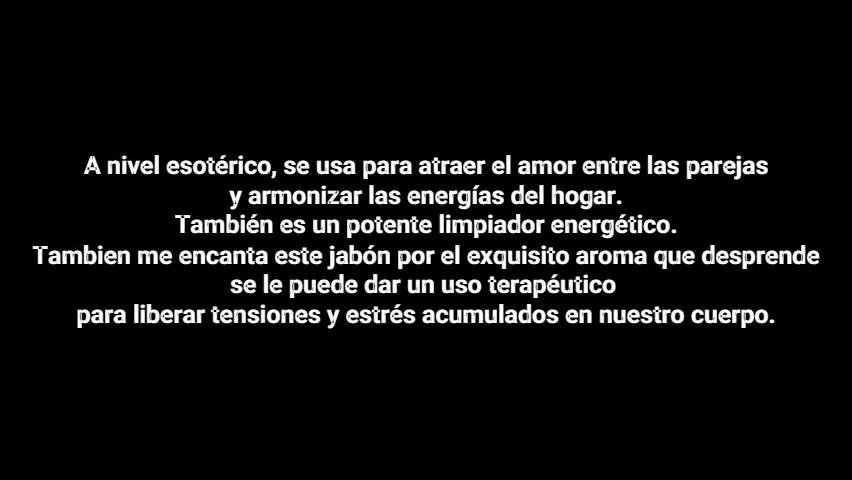 A nivel esotérico, se usa para atraer el amor entre las parejas
y armonizar las energías del hogar.
También es un potente limpiador energético.
Tambien me encanta este jabón por el exquisito aroma que desprende
se le puede dar un uso terapéutico
para liberar tensiones y estrés acumulados en nuestro cuerpo.